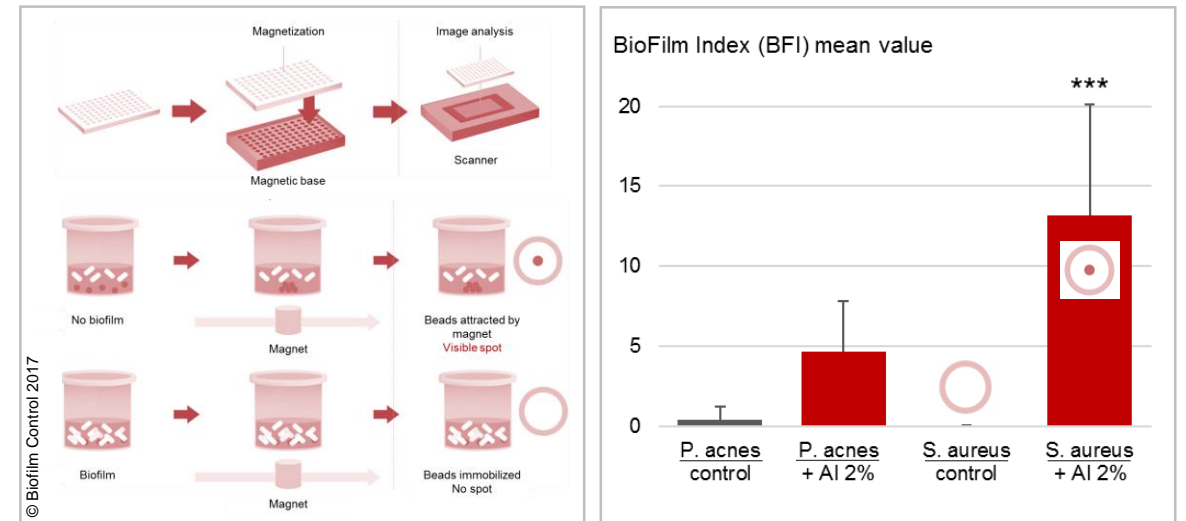 Magnetization
Image analysis
Scanner
Magnetic base
No biofilm
Magnet
Beads attracted by
magnet
Visible spot
Biofilm
Magnet
Beads immobilized
No spot
© Biofilm Control 2017
BioFilm Index (BFI) mean value
***
20
15
10
5
0
P. acnes
control
P. acnes
+ AI 2%
S. aureus
control
S. aureus
+ AI 2%